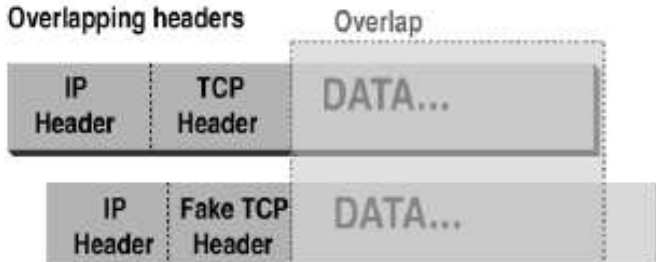 Overlapping headers
Overlap
IP Header
TCP Header
DATA...
IP Header
Fake TCP Header
DATA...